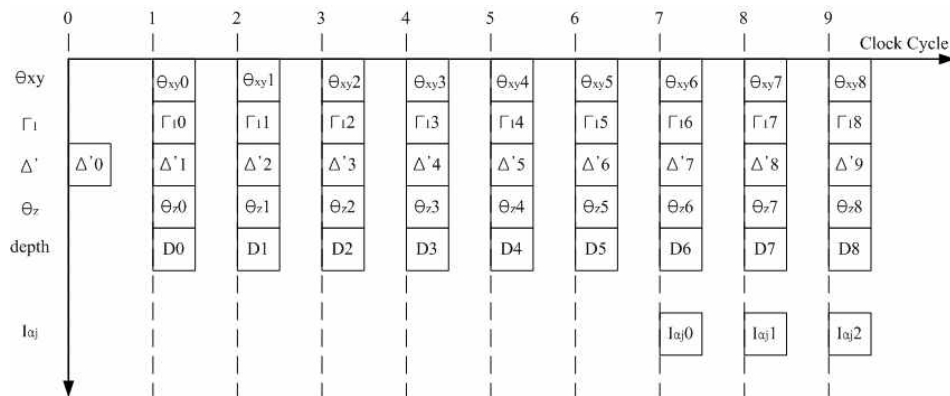 0 1 2 3 4 5 6 7 8 9
Clock Cycle
Θxy Θxy0 Θxy1 Θxy2 Θxy3 Θxy4 Θxy5 Θxy6 Θxy7 Θxy8
Γ1 Γ10 Γ11 Γ12 Γ13 Γ14 Γ15 Γ16 Γ17 Γ18
Δ' Δ'0 Δ'1 Δ'2 Δ'3 Δ'4 Δ'5 Δ'6 Δ'7 Δ'8 Δ'9
Θz Θz0 Θz1 Θz2 Θz3 Θz4 Θz5 Θz6 Θz7 Θz8
depth D0 D1 D2 D3 D4 D5 D6 D7 D8
Iαj Iαj0 Iαj1 Iαj2